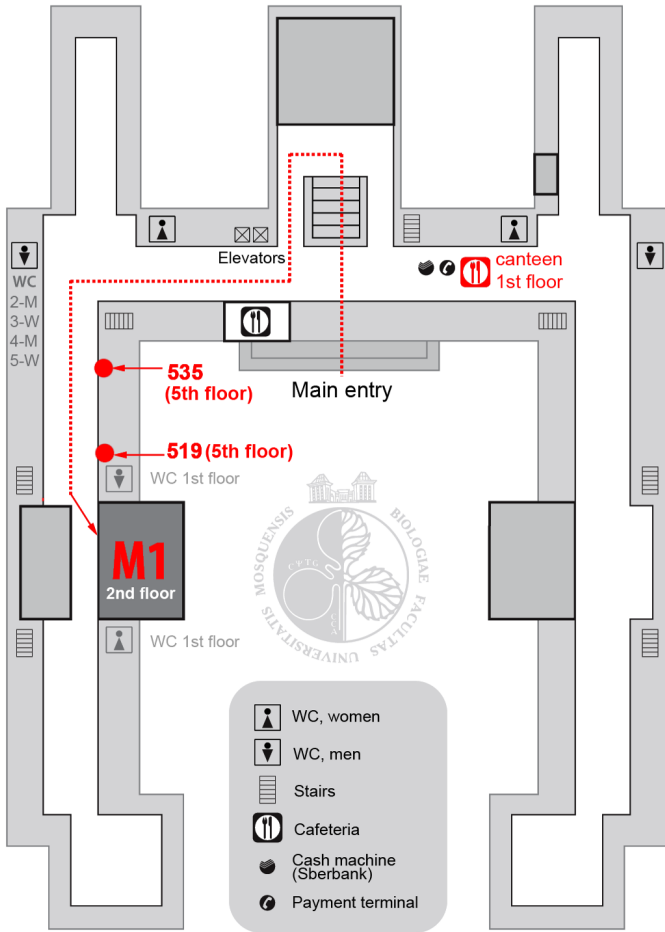 Elevators
canteen
1st floor
WC
2-M
3-W
4-M
5-W
535
(5th floor)
Main entry
519 (5th floor)
WC 1st floor
M1
2nd floor
WC 1st floor
UNIVERSITATIS MOSQUENSIS BIOLOGIAE FACULTAS
CPTG
WC, women
WC, men
Stairs
Cafeteria
Cash machine
(Sberbank)
Payment terminal